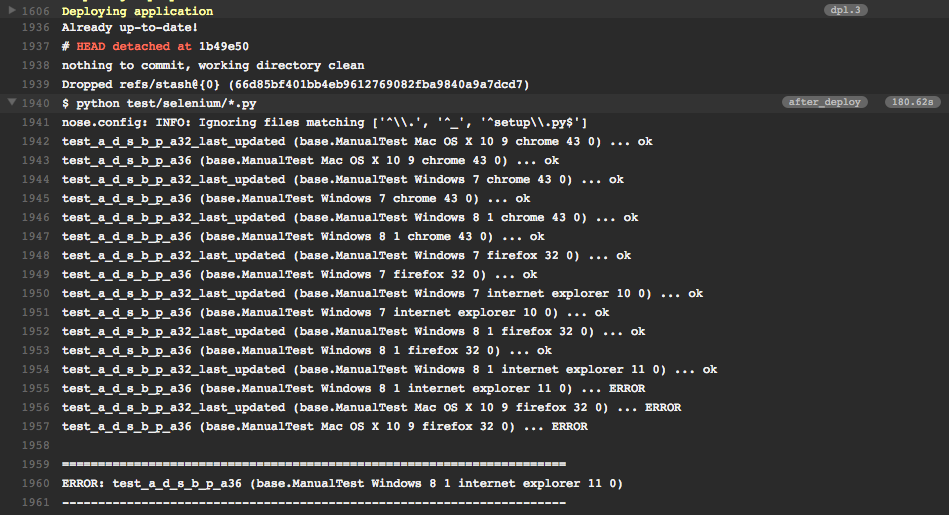 1606 Deploying application dpl.3
1936 Already up-to-date!
1937 # HEAD detached at 1b49e50
1938 nothing to commit, working directory clean
1939 Dropped refs/stash@{0} (66d85bf401bb4eb9612769082fba9840a9a7dcd7)
1940 $ python test/selenium/*.py after_deploy 180.62s
1941 nose.config: INFO: Ignoring files matching ['^\\.', '^_', '^setup\\.py$']
1942 test_a_d_s_b_p_a32_last_updated (base.ManualTest Mac OS X 10 9 chrome 43 0) ... ok
1943 test_a_d_s_b_p_a36 (base.ManualTest Mac OS X 10 9 chrome 43 0) ... ok
1944 test_a_d_s_b_p_a32_last_updated (base.ManualTest Windows 7 chrome 43 0) ... ok
1945 test_a_d_s_b_p_a36 (base.ManualTest Windows 7 chrome 43 0) ... ok
1946 test_a_d_s_b_p_a32_last_updated (base.ManualTest Windows 8 1 chrome 43 0) ... ok
1947 test_a_d_s_b_p_a36 (base.ManualTest Windows 8 1 chrome 43 0) ... ok
1948 test_a_d_s_b_p_a32_last_updated (base.ManualTest Windows 7 firefox 32 0) ... ok
1949 test_a_d_s_b_p_a36 (base.ManualTest Windows 7 firefox 32 0) ... ok
1950 test_a_d_s_b_p_a32_last_updated (base.ManualTest Windows 7 internet explorer 10 0) ... ok
1951 test_a_d_s_b_p_a36 (base.ManualTest Windows 7 internet explorer 10 0) ... ok
1952 test_a_d_s_b_p_a32_last_updated (base.ManualTest Windows 8 1 firefox 32 0) ... ok
1953 test_a_d_s_b_p_a36 (base.ManualTest Windows 8 1 firefox 32 0) ... ok
1954 test_a_d_s_b_p_a32_last_updated (base.ManualTest Windows 8 1 internet explorer 11 0) ... ok
1955 test_a_d_s_b_p_a36 (base.ManualTest Windows 8 1 internet explorer 11 0) ... ERROR
1956 test_a_d_s_b_p_a32_last_updated (base.ManualTest Mac OS X 10 9 firefox 32 0) ... ERROR
1957 test_a_d_s_b_p_a36 (base.ManualTest Mac OS X 10 9 firefox 32 0) ... ERROR
1958
1959 ======================================================================
1960 ERROR: test_a_d_s_b_p_a36 (base.ManualTest Windows 8 1 internet explorer 11 0)
1961 ----------------------------------------------------------------------